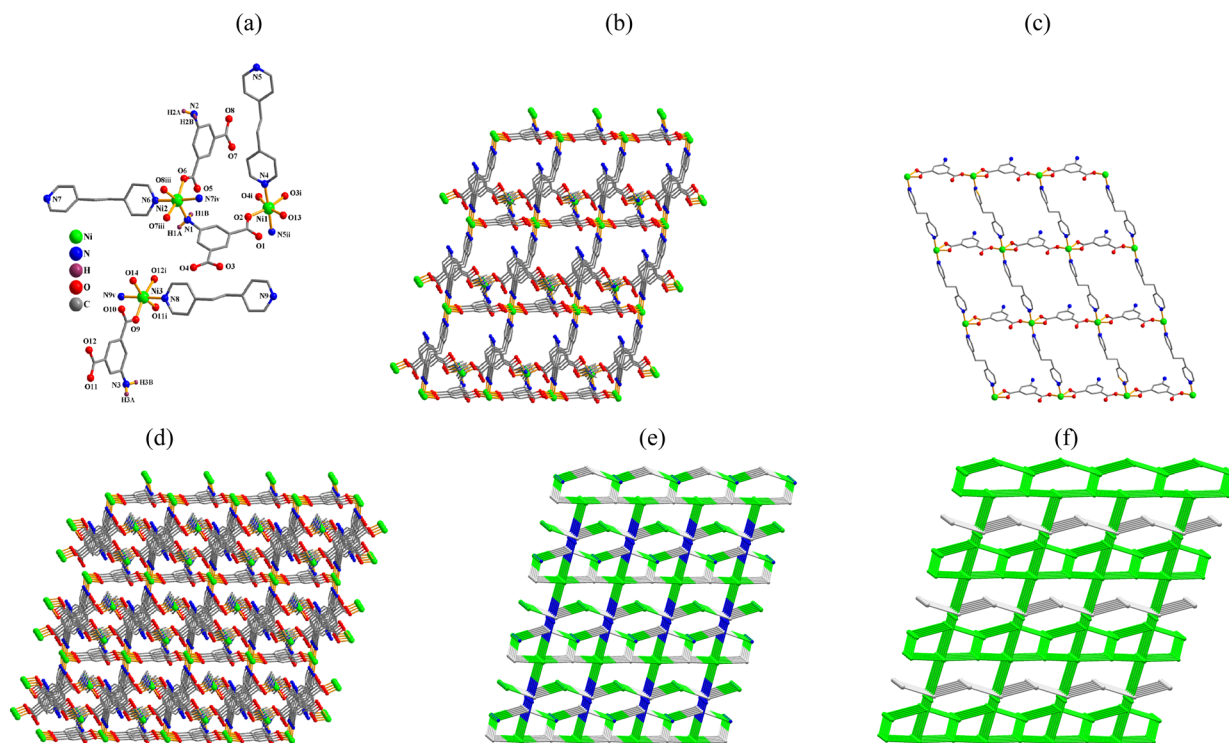 (a)
(b)
(c)
N5
N2
H2A
H2B
O8
O7
O6
O5
O8iii
N7
N6
Ni2
N7iv
O7iii
H1B
H1A
N1
N4
O4i
O3i
O2
Ni1
O13
O1
N5ii
O4
O3
Ni
N
H
O
C
O14
O12i
N9v
Ni3
N8
N9
O10
O9
O11i
O12
O11
N3
H3B
H3A
(d)
(e)
(f)